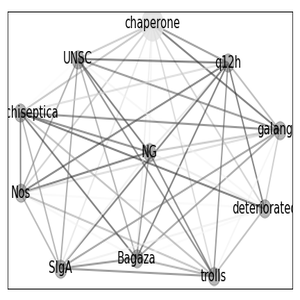 chaperone
UNSC
q12h
chiseptica
galang
NG
Nos
deteriorated
SIgA
Bagaza
trolls